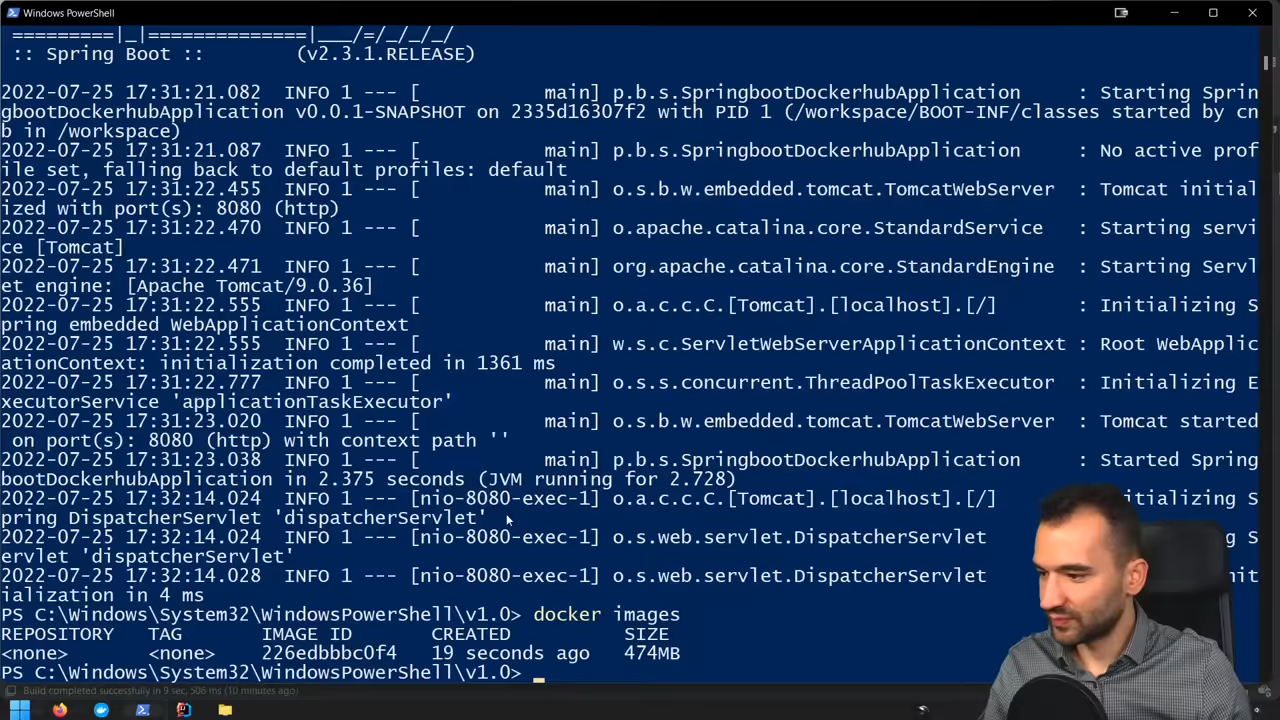 Windows PowerShell
=========|_|==============|___/=/_/_/_/
:: Spring Boot ::        (v2.3.1.RELEASE)
2022-07-25 17:31:21.082  INFO 1 --- [           main] p.b.s.SpringbootDockerhubApplication     : Starting Sprin
gbootDockerhubApplication v0.0.1-SNAPSHOT on 2335d16307f2 with PID 1 (/workspace/BOOT-INF/classes started by cn
b in /workspace)
2022-07-25 17:31:21.087  INFO 1 --- [           main] p.b.s.SpringbootDockerhubApplication     : No active prof
ile set, falling back to default profiles: default
2022-07-25 17:31:22.455  INFO 1 --- [           main] o.s.b.w.embedded.tomcat.TomcatWebServer  : Tomcat initial
ized with port(s): 8080 (http)
2022-07-25 17:31:22.470  INFO 1 --- [           main] o.apache.catalina.core.StandardService   : Starting servi
ce [Tomcat]
2022-07-25 17:31:22.471  INFO 1 --- [           main] org.apache.catalina.core.StandardEngine  : Starting Servl
et engine: [Apache Tomcat/9.0.36]
2022-07-25 17:31:22.555  INFO 1 --- [           main] o.a.c.c.C.[Tomcat].[localhost].[/]       : Initializing S
pring embedded WebApplicationContext
2022-07-25 17:31:22.555  INFO 1 --- [           main] w.s.c.ServletWebServerApplicationContext : Root WebApplic
ationContext: initialization completed in 1361 ms
2022-07-25 17:31:22.777  INFO 1 --- [           main] o.s.s.concurrent.ThreadPoolTaskExecutor  : Initializing E
xecutorService 'applicationTaskExecutor'
2022-07-25 17:31:23.020  INFO 1 --- [           main] o.s.b.w.embedded.tomcat.TomcatWebServer  : Tomcat started
on port(s): 8080 (http) with context path ''
2022-07-25 17:31:23.038  INFO 1 --- [           main] p.b.s.SpringbootDockerhubApplication     : Started Spring
bootDockerhubApplication in 2.375 seconds (JVM running for 2.728)
2022-07-25 17:32:14.024  INFO 1 --- [nio-8080-exec-1] o.a.c.c.C.[Tomcat].[localhost].[/]       : Initializing S
pring DispatcherServlet 'dispatcherServlet'
2022-07-25 17:32:14.024  INFO 1 --- [nio-8080-exec-1] o.s.web.servlet.DispatcherServlet        zing S
ervlet 'dispatcherServlet'
2022-07-25 17:32:14.028  INFO 1 --- [nio-8080-exec-1] o.s.web.servlet.DispatcherServlet        init
ialization in 4 ms
PS C:\Windows\System32\WindowsPowerShell\v1.0> docker images
REPOSITORY   TAG       IMAGE ID       CREATED          SIZE
<none>       <none>    226edbbbc0f4   19 seconds ago   474MB
PS C:\Windows\System32\WindowsPowerShell\v1.0>
Build completed successfully in 9 sec, 506 ms (10 minutes ago)